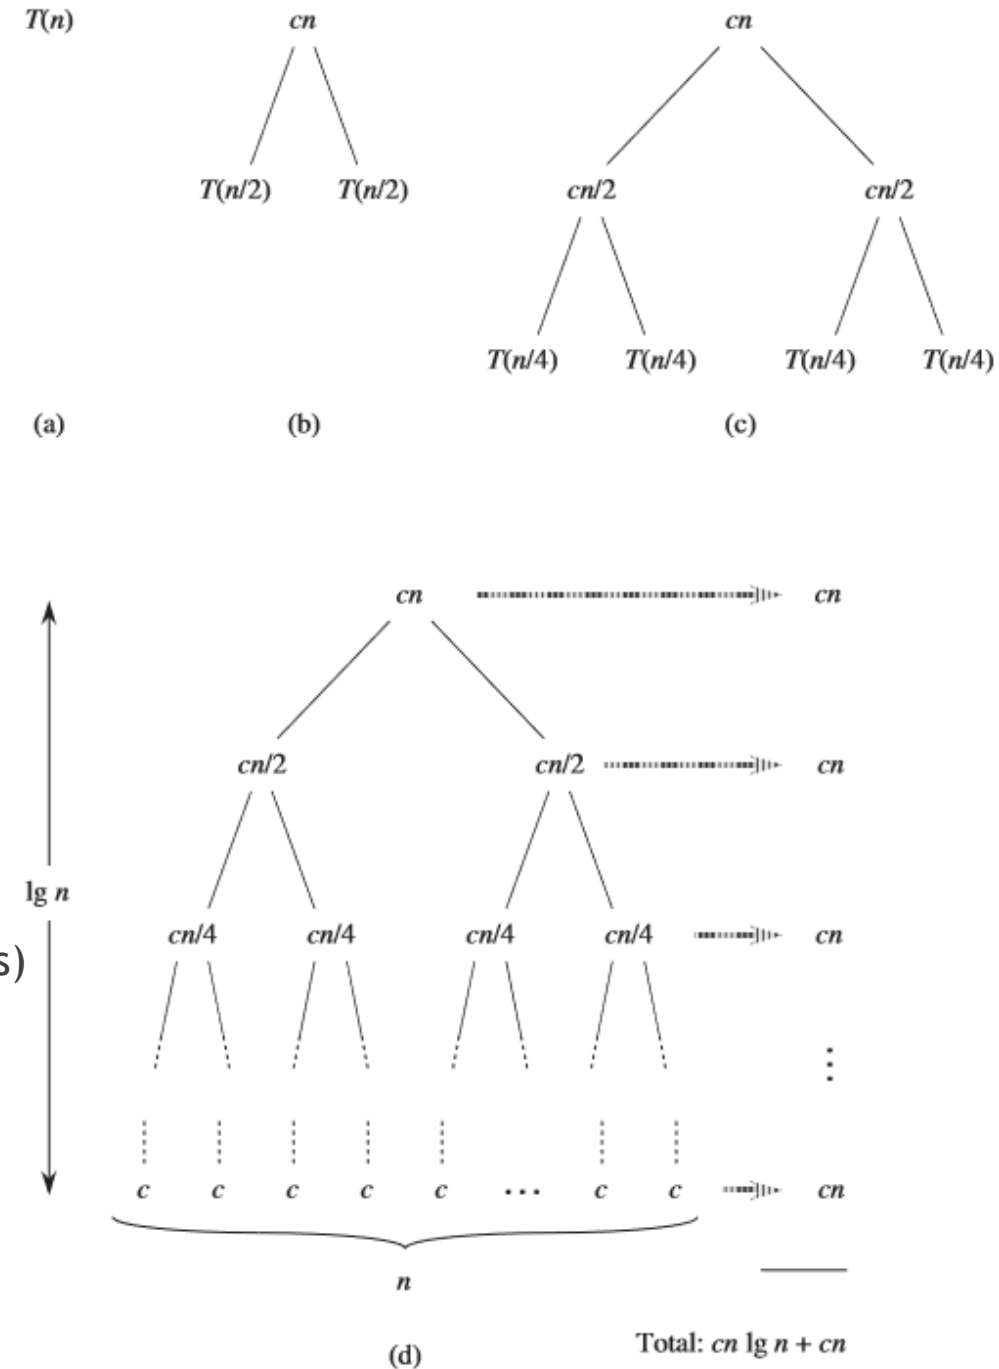 T(n)
cn
cn
T(n/2) T(n/2)
cn/2 cn/2
T(n/4) T(n/4) T(n/4) T(n/4)
(a)
(b)
(c)
cn cn
cn/2 cn/2 cn
lg n
cn/4 cn/4 cn/4 cn/4 cn
s)
⋮
c c c c c ... c c cn
n
Total: cn lg n + cn
(d)